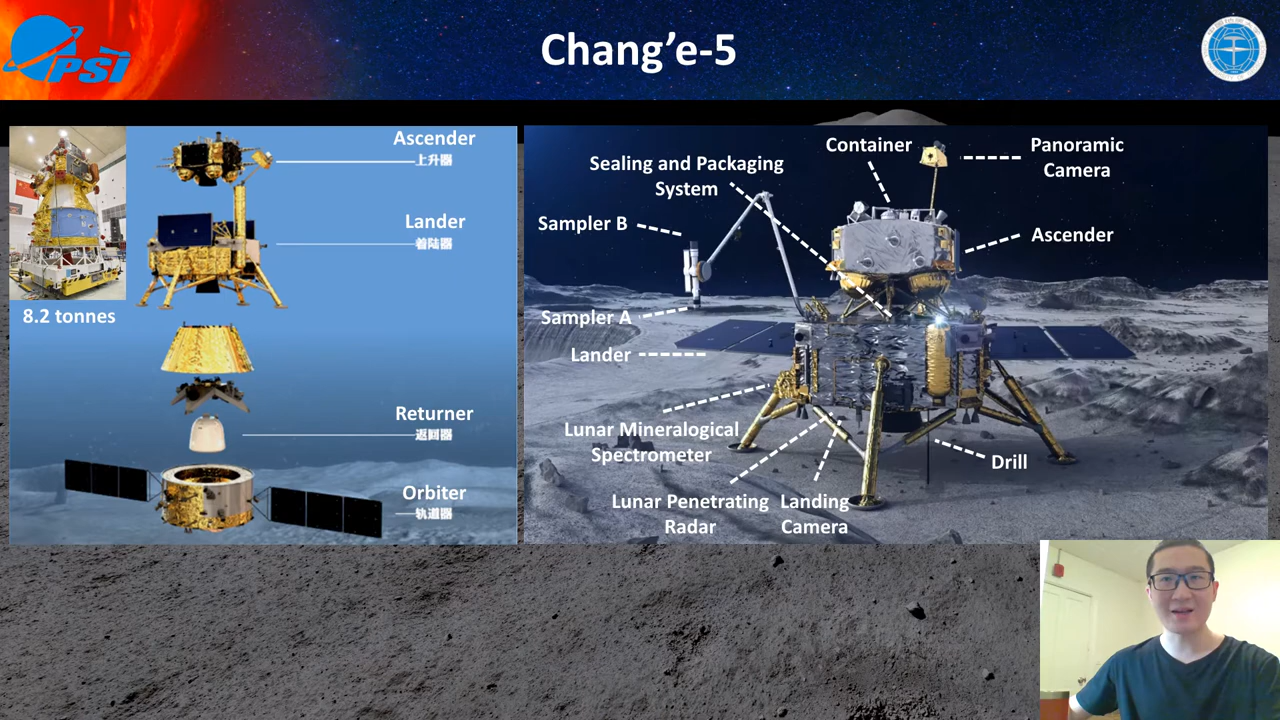 Chang’e-5
PSI
Ascender
上升器
Lander
着陆器
8.2 tonnes
Returner
返回器
Orbiter
轨道器
Container
Panoramic
Camera
Sealing and Packaging
System
Sampler B
Ascender
Sampler A
Lander
Lunar Mineralogical
Spectrometer
Drill
Lunar Penetrating
Radar
Landing
Camera